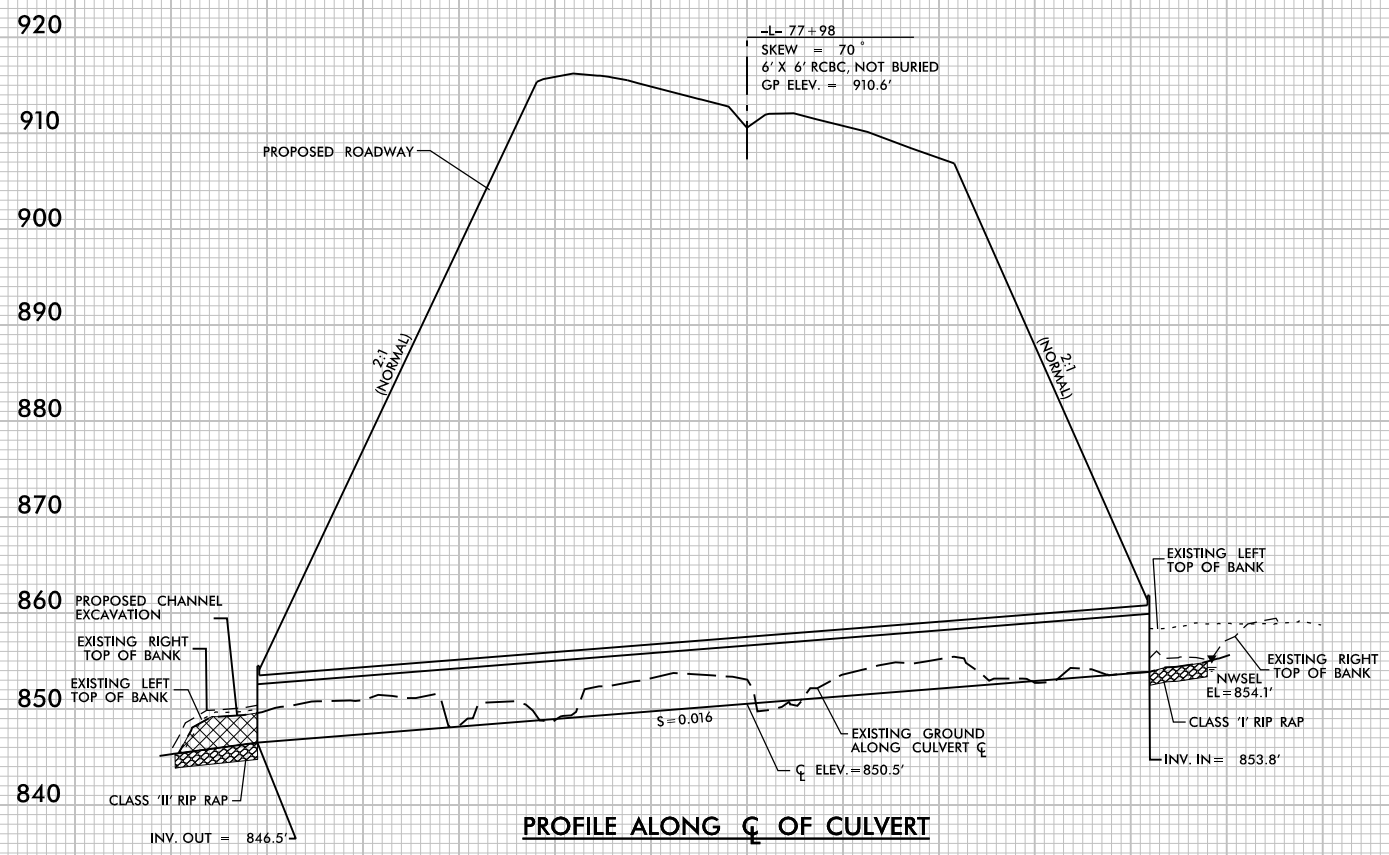 920
910
900
890
880
870
860
850
840
-L- 77+98
SKEW = 70°
6' X 6' RCBC, NOT BURIED
GP ELEV. = 910.6'
PROPOSED ROADWAY
2:1
(NORMAL)
2:1
(NORMAL)
EXISTING LEFT
TOP OF BANK
PROPOSED CHANNEL
EXCAVATION
EXISTING RIGHT
TOP OF BANK
EXISTING LEFT
TOP OF BANK
EXISTING RIGHT
TOP OF BANK
NWSEL
EL=854.1'
CLASS 'I' RIP RAP
S=0.016
EXISTING GROUND
ALONG CULVERT ℄
℄ ELEV.=850.5'
INV. IN= 853.8'
CLASS 'II' RIP RAP
INV. OUT = 846.5'
PROFILE ALONG ℄ OF CULVERT